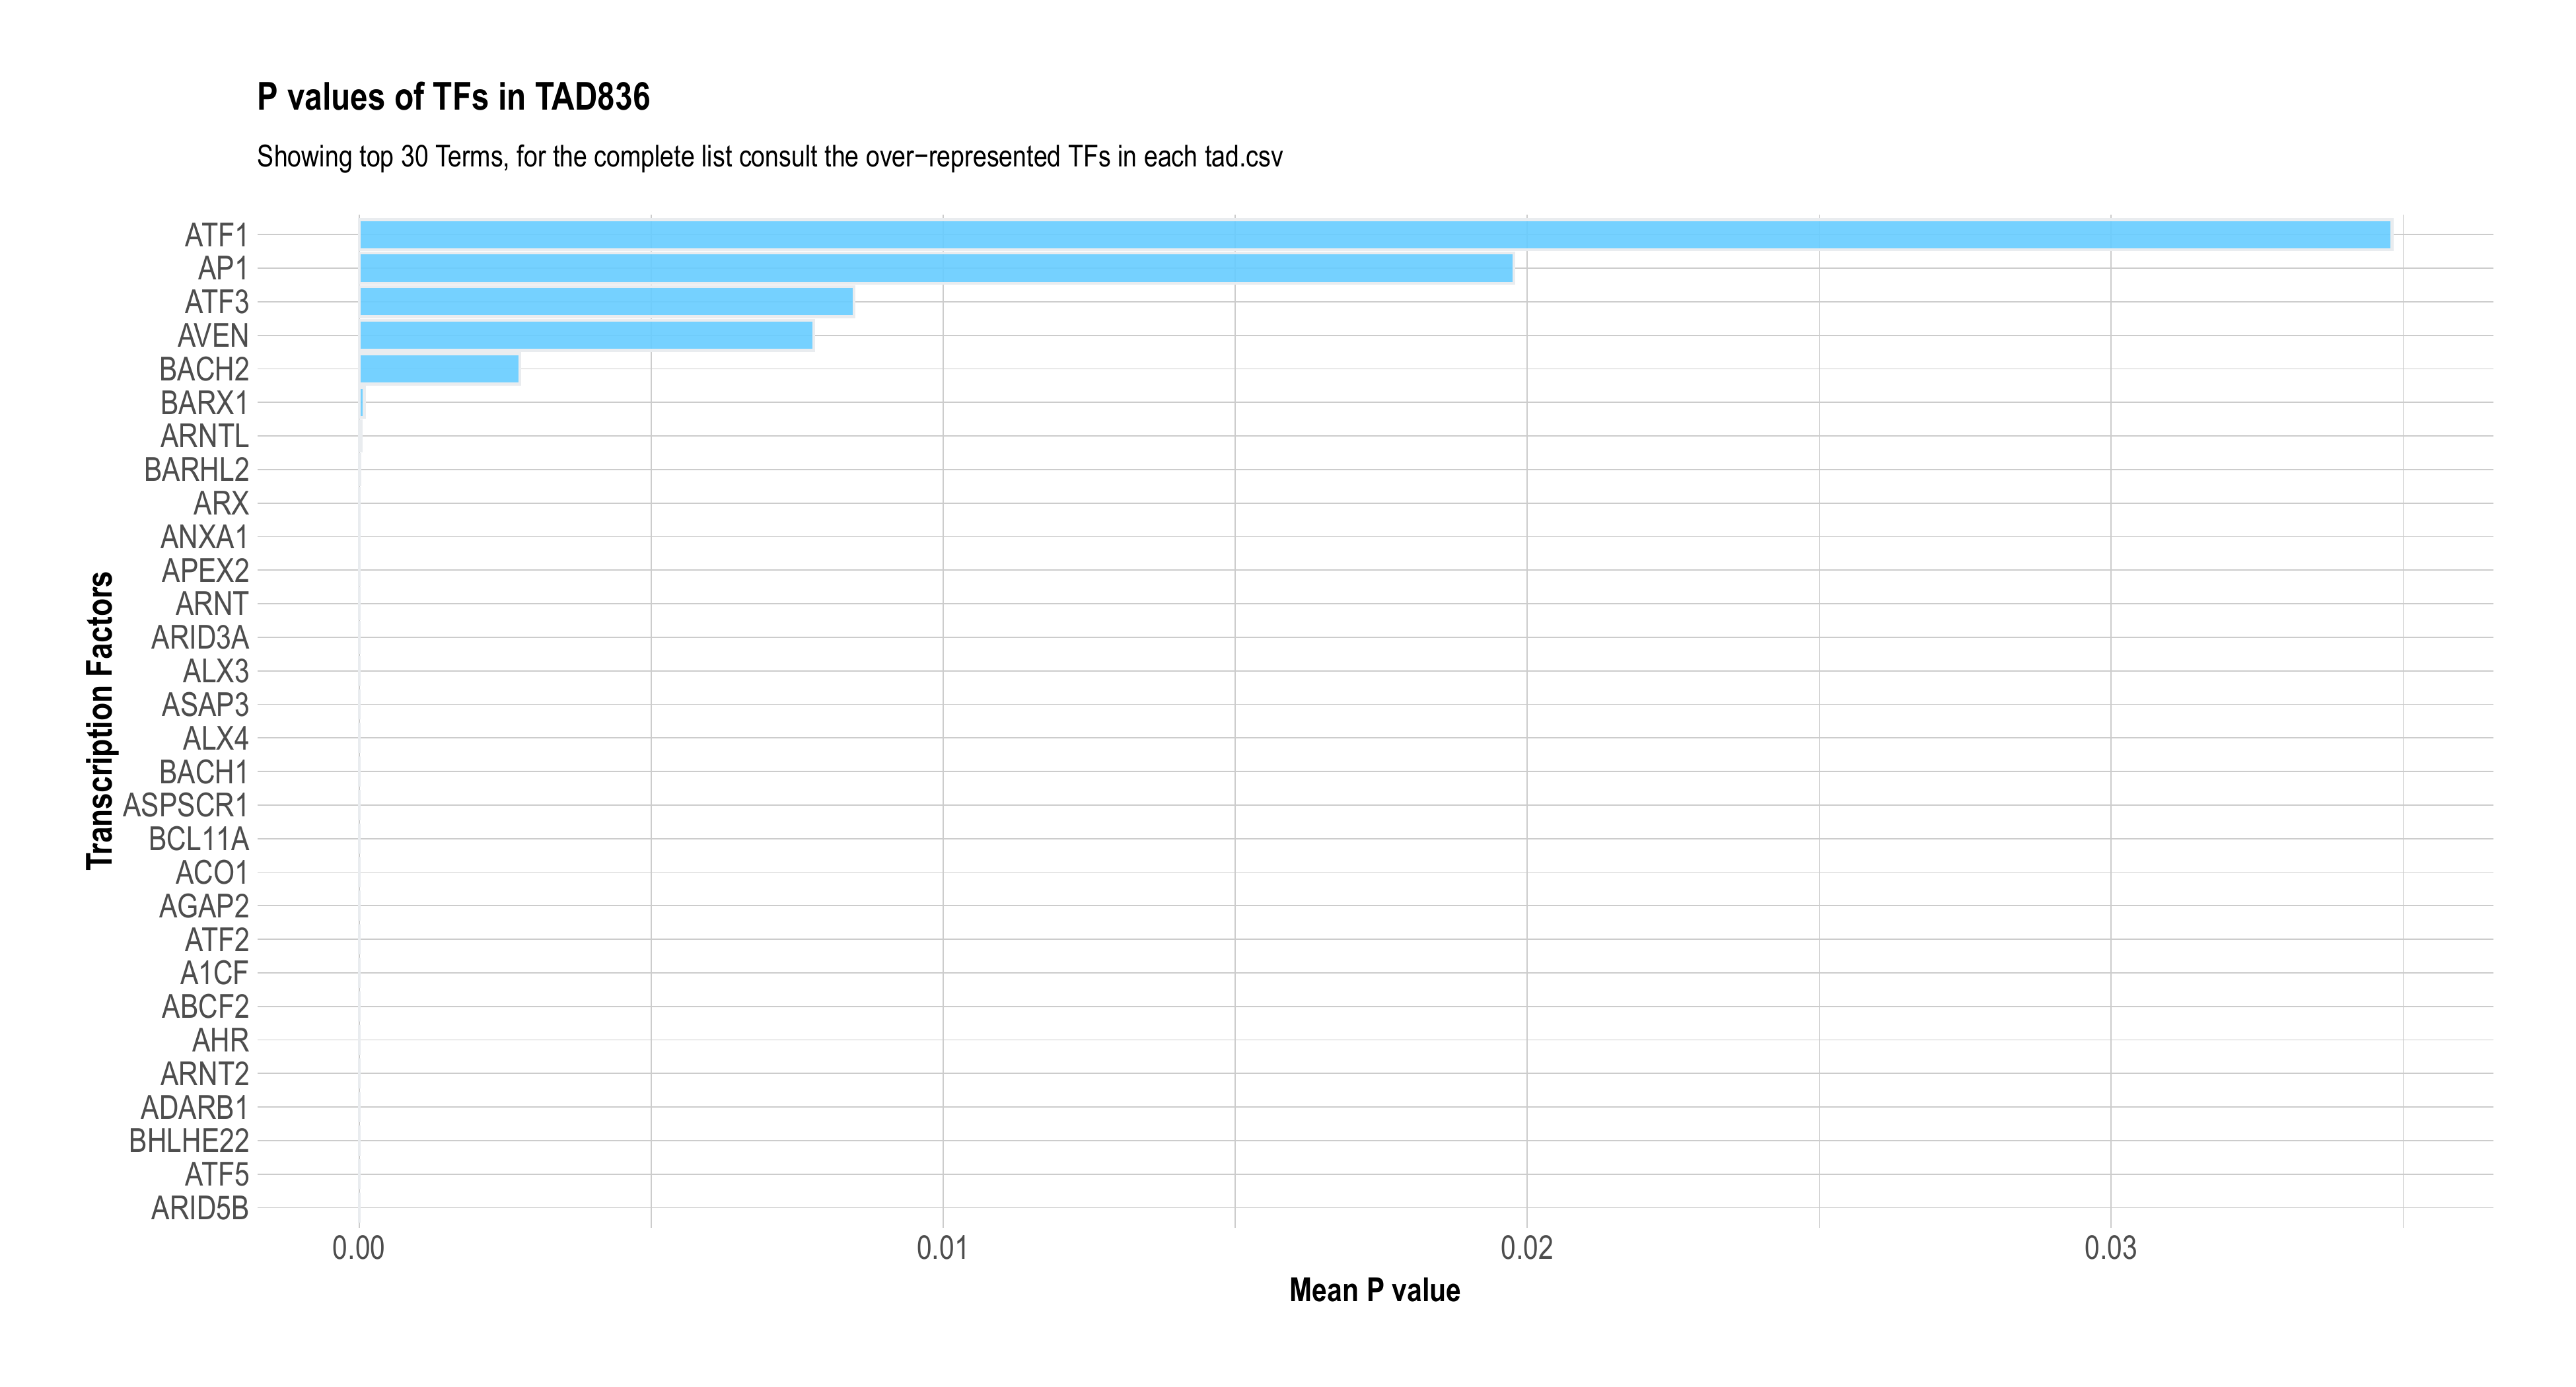 P values of TFs in TAD836
Showing top 30 Terms, for the complete list consult the over−represented TFs in each tad.csv
Transcription Factors
ATF1
AP1
ATF3
AVEN
BACH2
BARX1
ARNTL
BARHL2
ARX
ANXA1
APEX2
ARNT
ARID3A
ALX3
ASAP3
ALX4
BACH1
ASPSCR1
BCL11A
ACO1
AGAP2
ATF2
A1CF
ABCF2
AHR
ARNT2
ADARB1
BHLHE22
ATF5
ARID5B
0.00 0.01 0.02 0.03
Mean P value